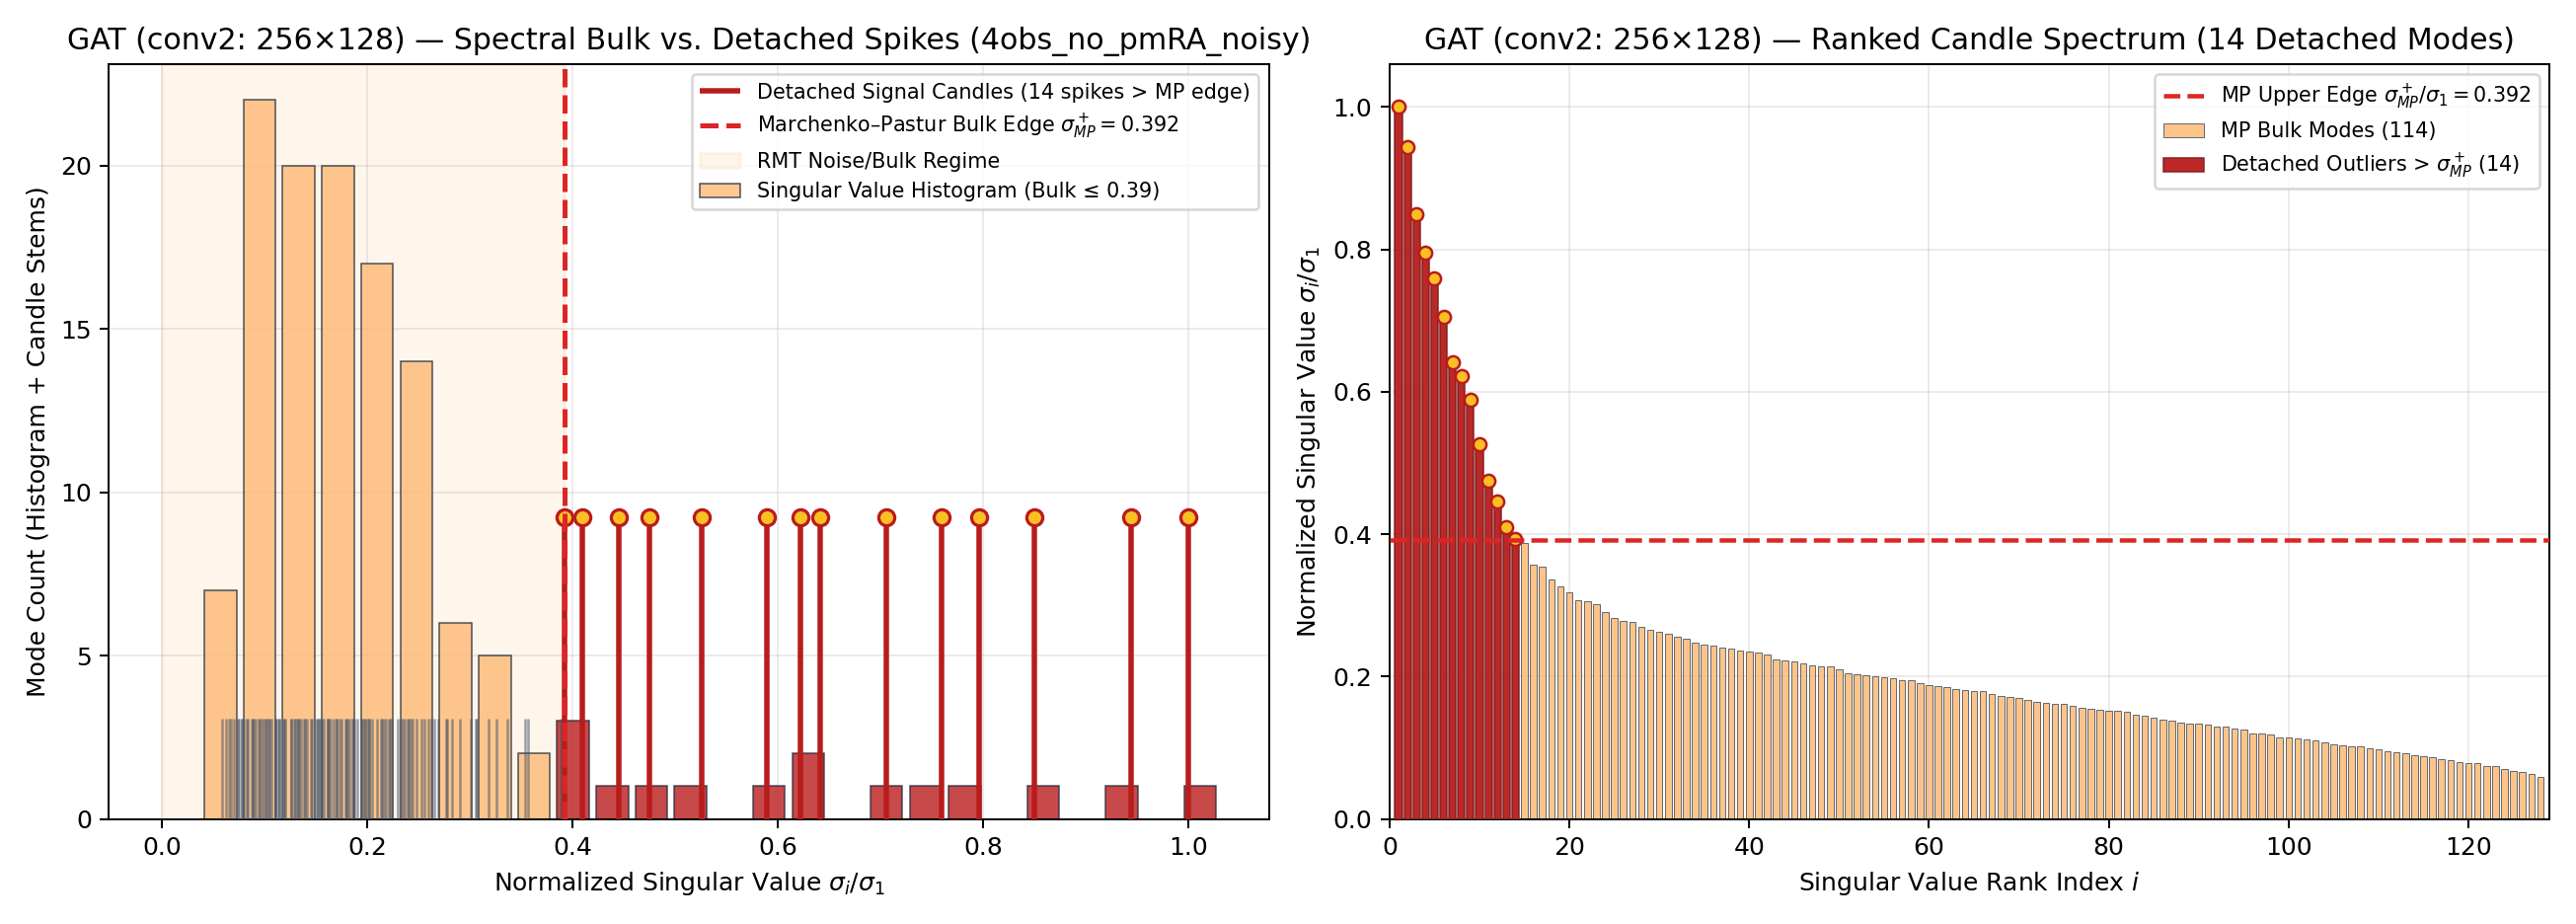 GAT (conv2: 256×128) — Spectral Bulk vs. Detached Spikes (4obs_no_pmRA_noisy)
Detached Signal Candles (14 spikes > MP edge)
Marchenko–Pastur Bulk Edge σ⁺_MP = 0.392
RMT Noise/Bulk Regime
Singular Value Histogram (Bulk ≤ 0.39)
Mode Count (Histogram + Candle Stems)
20
15
10
5
0
0.0 0.2 0.4 0.6 0.8 1.0
Normalized Singular Value σᵢ/σ₁
GAT (conv2: 256×128) — Ranked Candle Spectrum (14 Detached Modes)
MP Upper Edge σ⁺_MP/σ₁ = 0.392
MP Bulk Modes (114)
Detached Outliers > σ⁺_MP (14)
Normalized Singular Value σᵢ/σ₁
1.0
0.8
0.6
0.4
0.2
0.0
0 20 40 60 80 100 120
Singular Value Rank Index i